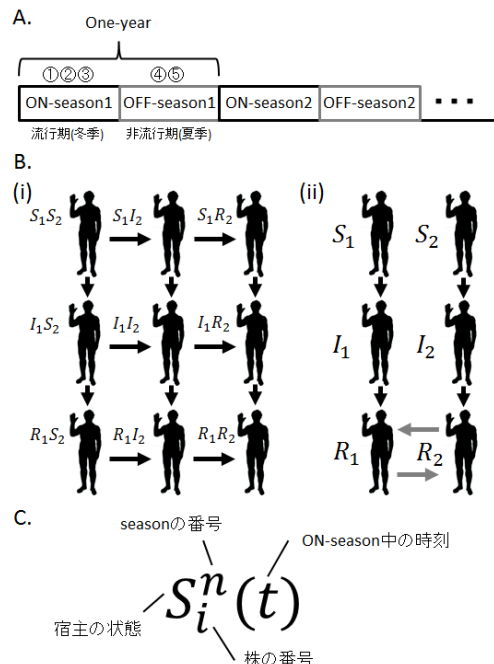 A.
One-year
①②③ ④⑤
ON-season1 OFF-season1 ON-season2 OFF-season2 ・・・
流行期(冬季) 非流行期(夏季)
B.
(i) (ii)
S₁S₂ S₁I₂ S₁R₂ S₁ S₂
I₁S₂ I₁I₂ I₁R₂ I₁ I₂
R₁S₂ R₁I₂ R₁R₂ R₁ R₂
C.
seasonの番号
ON-season中の時刻
Sᵢⁿ(t)
宿主の状態
株の番号